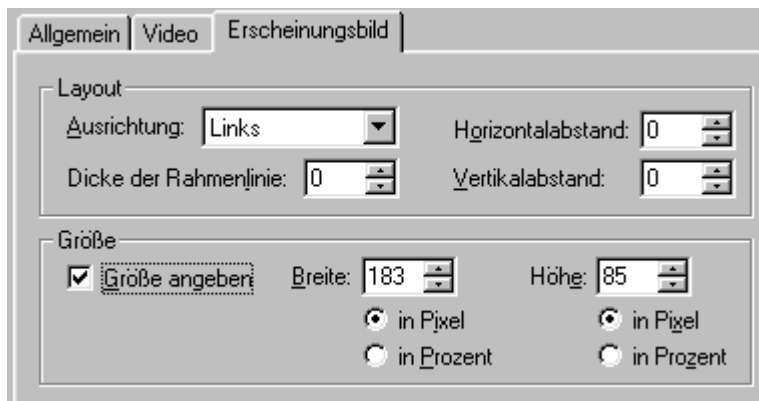 Allgemein Video Erscheinungsbild
Layout
Ausrichtung: Links Horizontalabstand: 0
Dicke der Rahmenlinie: 0 Vertikalabstand: 0
Größe
Größe angeben Breite: 183 Höhe: 85
in Pixel in Pixel
in Prozent in Prozent